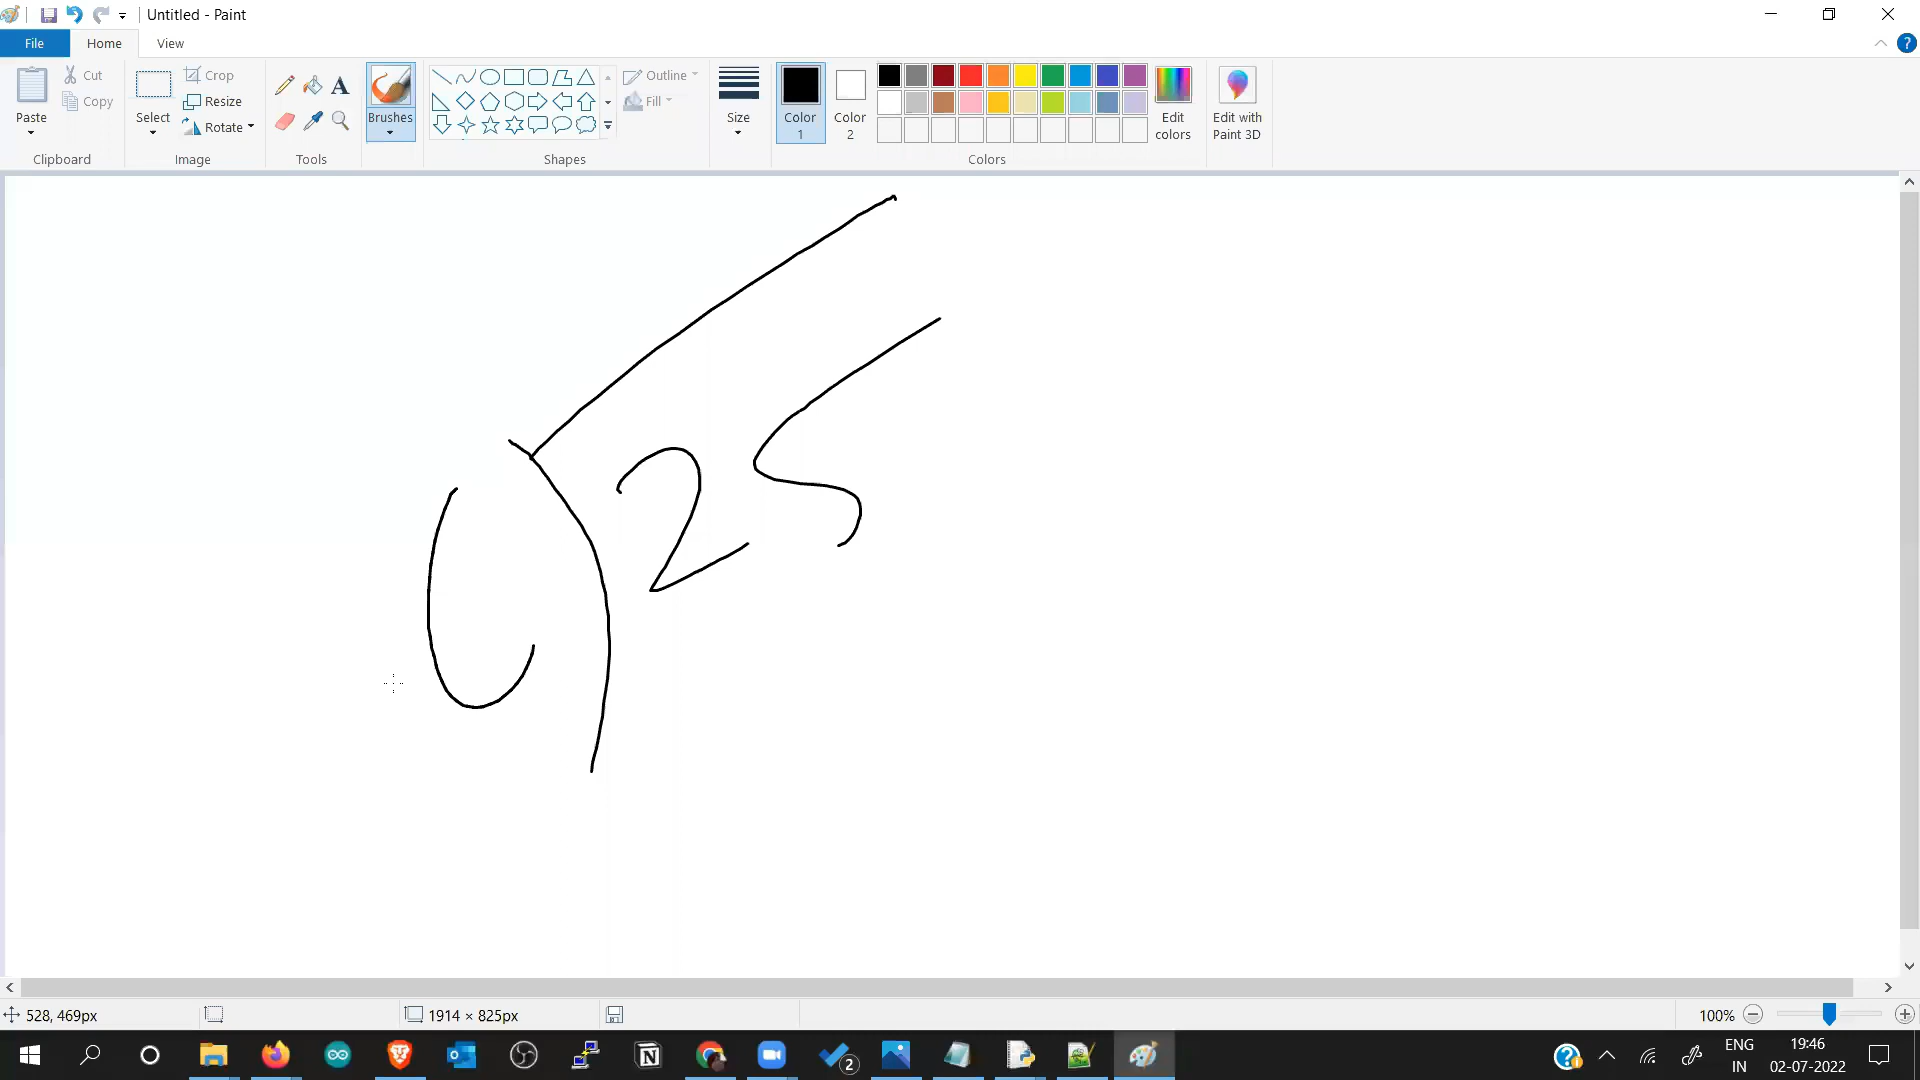 Untitled - Paint
File Home View
Paste
Cut
Copy
Clipboard
Select
Crop
Resize
Rotate
Image
A
Tools
Brushes
Shapes
Outline
Fill
Size
Color 1
Color 2
Colors
Edit colors
Edit with Paint 3D
?
25
528, 469px
1914 × 825px
100%
N
2
ENG
IN
19:46
02-07-2022